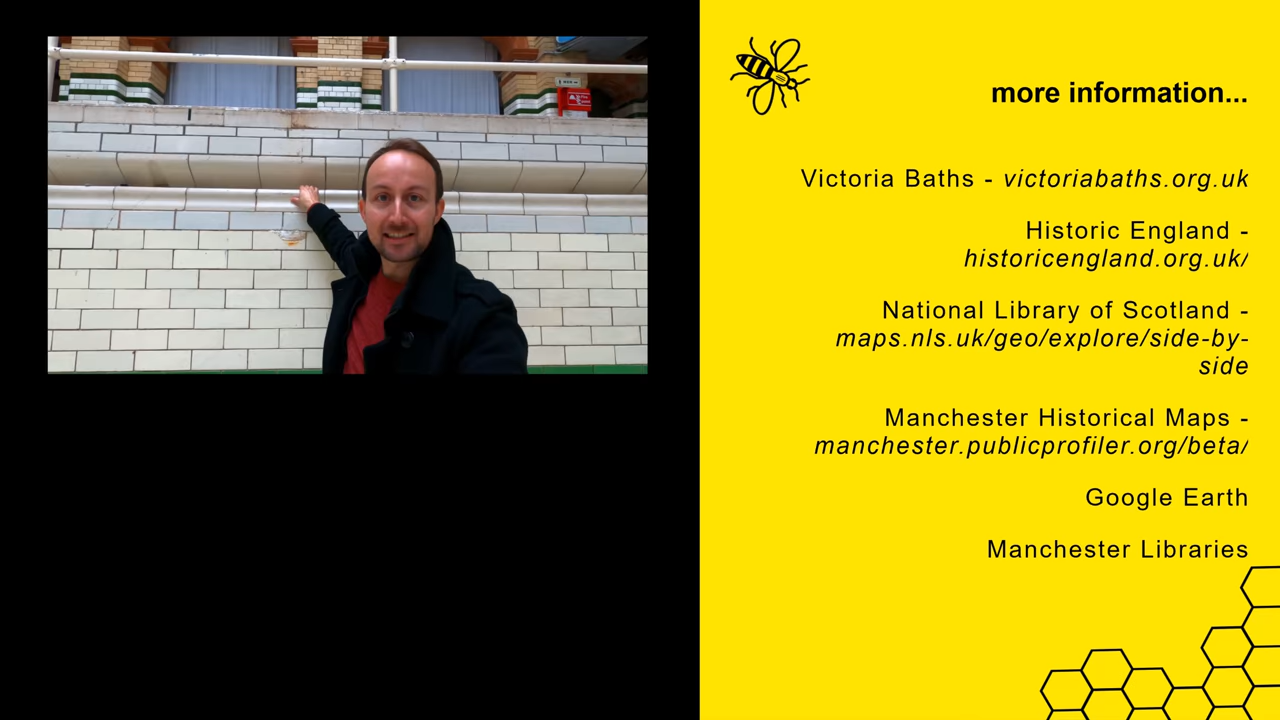 more information...
Victoria Baths - victoriabaths.org.uk
Historic England -
historicengland.org.uk/
National Library of Scotland -
maps.nls.uk/geo/explore/side-by-
side
Manchester Historical Maps -
manchester.publicprofiler.org/beta/
Google Earth
Manchester Libraries